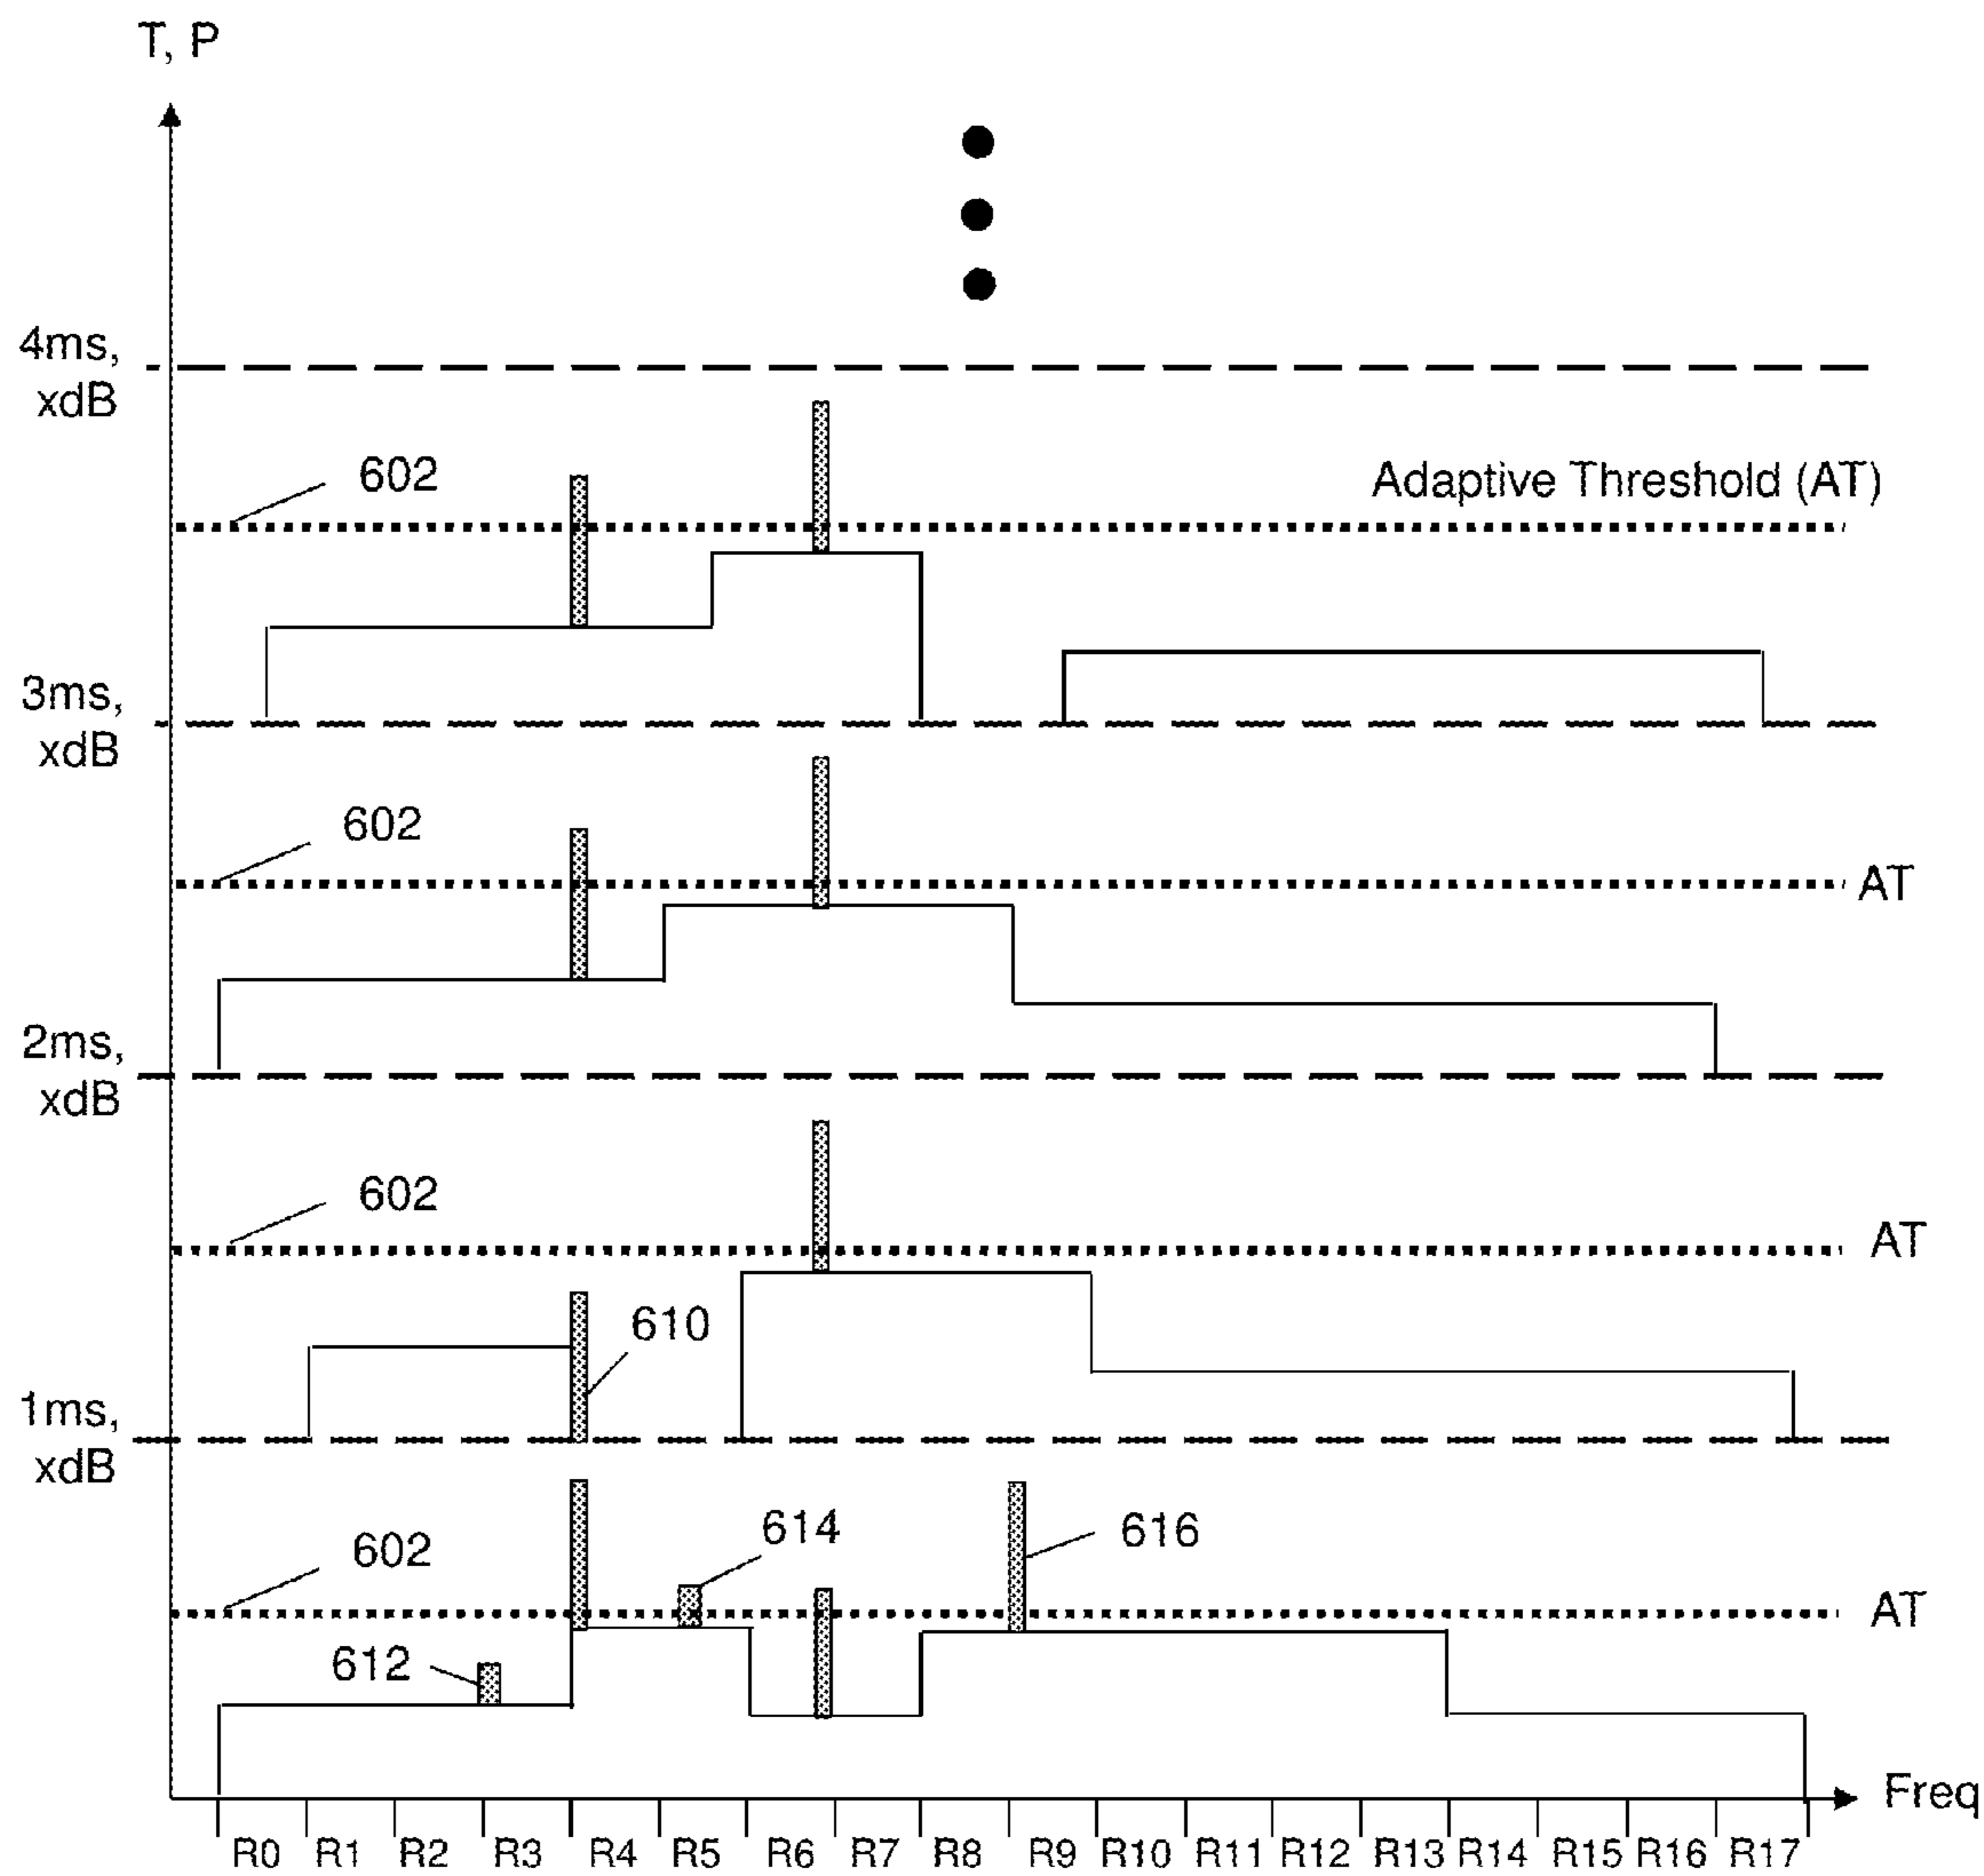 T, P
4ms,
xdB
602
Adaptive Threshold (AT)
3ms,
xdB
602
AT
2ms,
xdB
602
AT
610
1ms,
xdB
614
616
602
AT
612
Freq
R0 R1 R2 R3 R4 R5 R6 R7 R8 R9 R10 R11 R12 R13 R14 R15 R16 R17